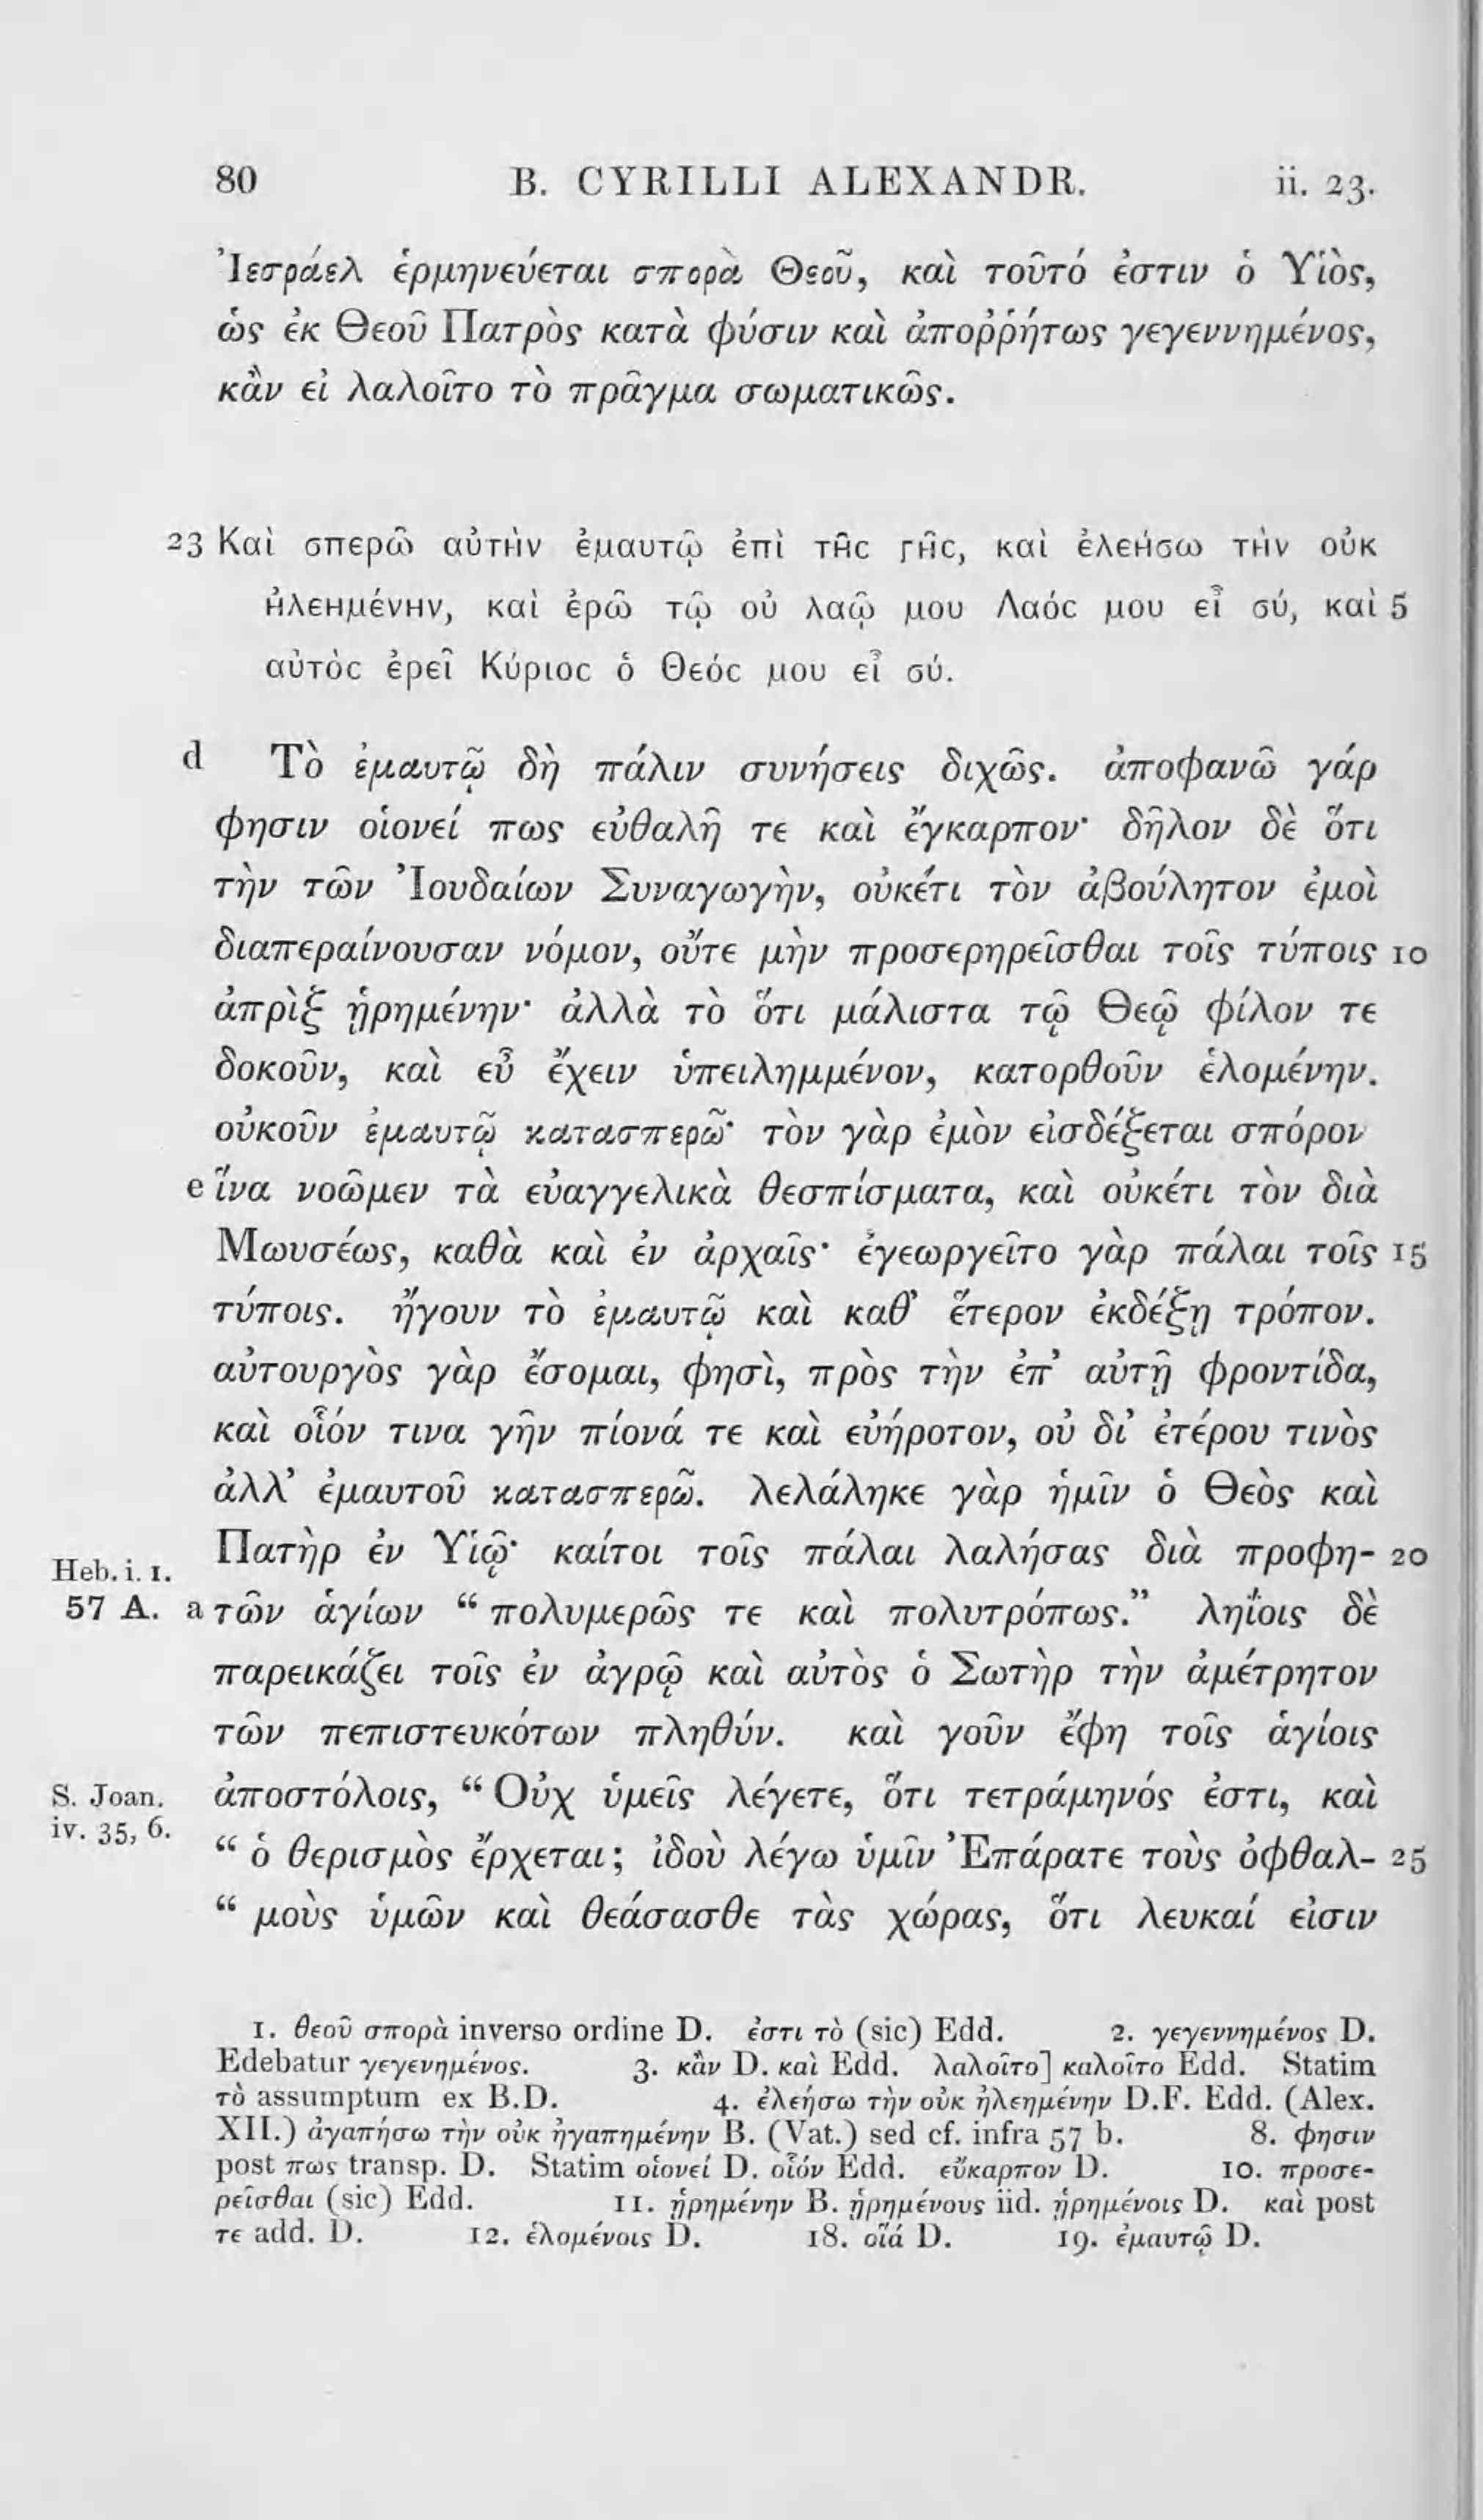 80 B. CYRILLI ALEXANDR. ii. 23.
Ἰεσράελ ἑρμηνεύεται σπορὰ Θεοῦ, καὶ τοῦτό ἐστιν ὁ Υἱὸς,
ὡς ἐκ Θεοῦ Πατρὸς κατὰ φύσιν καὶ ἀποῤῥήτως γεγεννημένος,
κἂν εἰ λαλοῖτο τὸ πρᾶγμα σωματικῶς.
23 Καὶ σπερῶ αὐτὴν ἐμαυτῷ ἐπὶ τῆς γῆς, καὶ ἐλεήσω τὴν οὐκ
ἠλεημένην, καὶ ἐρῶ τῷ οὐ λαῷ μου Λαός μου εἶ σύ, καὶ 5
αὐτὸς ἐρεῖ Κύριος ὁ Θεός μου εἶ σύ.
d Τὸ ἐμαυτῷ δὴ πάλιν συνήσεις διχῶς. ἀποφανῶ γάρ
φησιν οἱονεί πως εὐθαλῆ τε καὶ ἔγκαρπον· δῆλον δὲ ὅτι
τὴν τῶν Ἰουδαίων Συναγωγὴν, οὐκέτι τὸν ἀβούλητον ἐμοὶ
διαπεραίνουσαν νόμον, οὔτε μὴν προσερηρεῖσθαι τοῖς τύποις 10
ἀπρὶξ ᾑρημένην· ἀλλὰ τὸ ὅτι μάλιστα τῷ Θεῷ φίλον τε
δοκοῦν, καὶ εὖ ἔχειν ὑπειλημμένον, κατορθοῦν ἑλομένην.
οὐκοῦν ἐμαυτῷ κατασπερῶ· τὸν γὰρ ἐμὸν εἰσδέξεται σπόρον
e ἵνα νοῶμεν τὰ εὐαγγελικὰ θεσπίσματα, καὶ οὐκέτι τὸν διὰ
Μωυσέως, καθὰ καὶ ἐν ἀρχαῖς· ἐγεωργεῖτο γὰρ πάλαι τοῖς 15
τύποις. ἤγουν τὸ ἐμαυτῷ καὶ καθ’ ἕτερον ἐκδέξῃ τρόπον.
αὐτουργὸς γὰρ ἔσομαι, φησὶ, πρὸς τὴν ἐπ’ αὐτῇ φροντίδα,
καὶ οἷόν τινα γῆν πίονά τε καὶ εὐήροτον, οὐ δι’ ἑτέρου τινὸς
ἀλλ’ ἐμαυτοῦ κατασπερῶ. λελάληκε γὰρ ἡμῖν ὁ Θεὸς καὶ
Heb. i. 1. Πατὴρ ἐν Υἱῷ· καίτοι τοῖς πάλαι λαλήσας διὰ προφη- 20
57 A. a τῶν ἁγίων “ πολυμερῶς τε καὶ πολυτρόπως.” ληΐοις δὲ
παρεικάζει τοῖς ἐν ἀγρῷ καὶ αὐτὸς ὁ Σωτὴρ τὴν ἀμέτρητον
τῶν πεπιστευκότων πληθύν. καὶ γοῦν ἔφη τοῖς ἁγίοις
S. Joan. ἀποστόλοις, “ Οὐχ ὑμεῖς λέγετε, ὅτι τετράμηνός ἐστι, καὶ
iv. 35, 6. “ ὁ θερισμὸς ἔρχεται; ἰδοὺ λέγω ὑμῖν Ἐπάρατε τοὺς ὀφθαλ- 25
“ μοὺς ὑμῶν καὶ θεάσασθε τὰς χώρας, ὅτι λευκαί εἰσιν
1. θεοῦ σπορὰ inverso ordine D. ἐστι τὸ (sic) Edd. 2. γεγεννημένος D.
Edebatur γεγενημένος. 3. κἂν D. καὶ Edd. λαλοῖτο] καλοῖτο Edd. Statim
τὸ assumptum ex B.D. 4. ἐλεήσω τὴν οὐκ ἠλεημένην D.F. Edd. (Alex.
XII.) ἀγαπήσω τὴν οὐκ ἠγαπημένην B. (Vat.) sed cf. infra 57 b. 8. φησιν
post πως transp. D. Statim οἱονεί D. οἷόν Edd. εὔκαρπον D. 10. προσε-
ρεῖσθαι (sic) Edd. 11. ᾑρημένην B. ᾑρημένους iid. ᾑρημένοις D. καὶ post
τε add. D. 12. ἑλομένοις D. 18. οἷά D. 19. ἐμαυτῷ D.